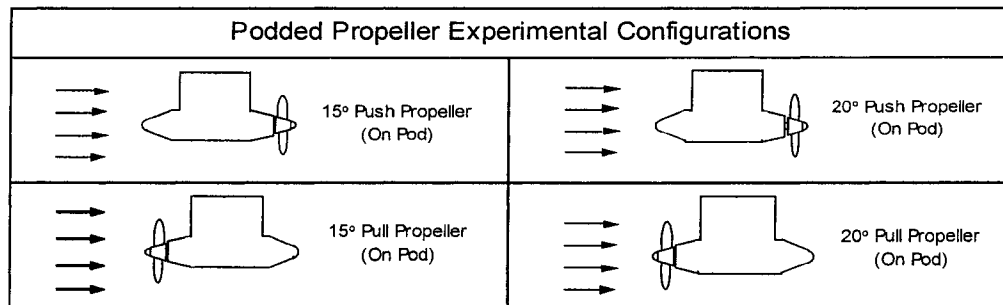 Podded Propeller Experimental Configurations
15° Push Propeller
(On Pod)
20° Push Propeller
(On Pod)
15° Pull Propeller
(On Pod)
20° Pull Propeller
(On Pod)